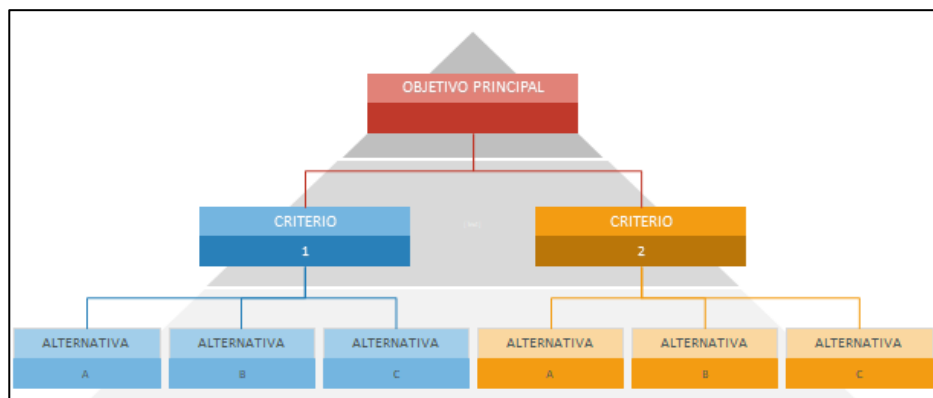 OBJETIVO PRINCIPAL
CRITERIO
1
CRITERIO
2
ALTERNATIVA
A
ALTERNATIVA
B
ALTERNATIVA
C
ALTERNATIVA
A
ALTERNATIVA
B
ALTERNATIVA
C